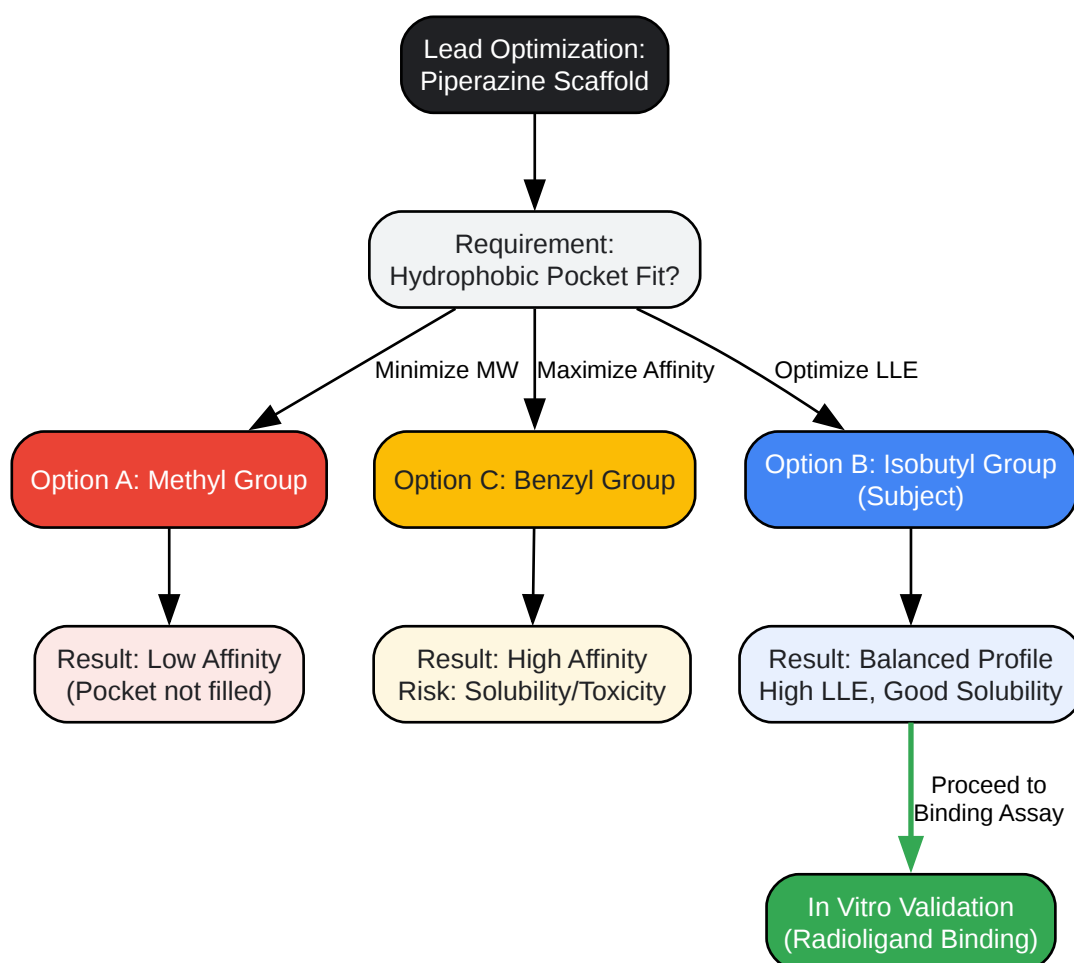 Lead Optimization:
Piperazine Scaffold
Requirement:
Hydrophobic Pocket Fit?
Minimize MW
Maximize Affinity
Optimize LLE
Option A: Methyl Group
Option C: Benzyl Group
Option B: Isobutyl Group
(Subject)
Result: Low Affinity
(Pocket not filled)
Result: High Affinity
Risk: Solubility/Toxicity
Result: Balanced Profile
High LLE, Good Solubility
Proceed to
Binding Assay
In Vitro Validation
(Radioligand Binding)